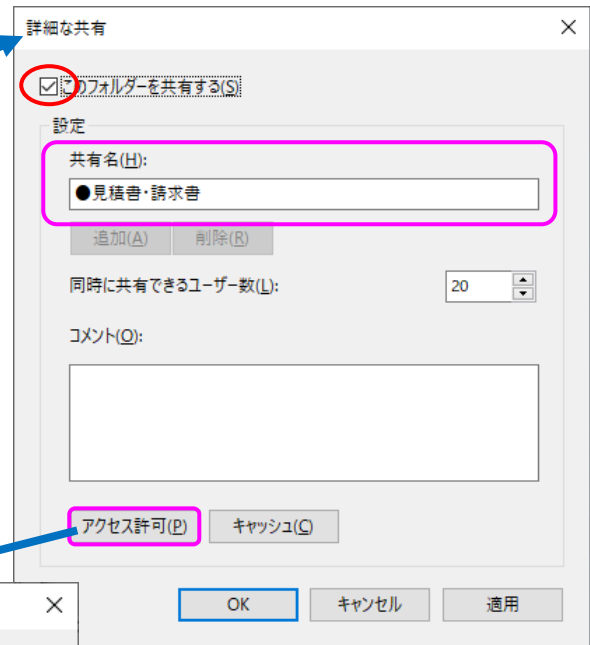 詳細な共有
このフォルダーを共有する(S)
設定
共有名(H):
●見積書・請求書
追加(A) 削除(R)
同時に共有できるユーザー数(L): 20
コメント(O):
アクセス許可(P) キャッシュ(C)
OK キャンセル 適用